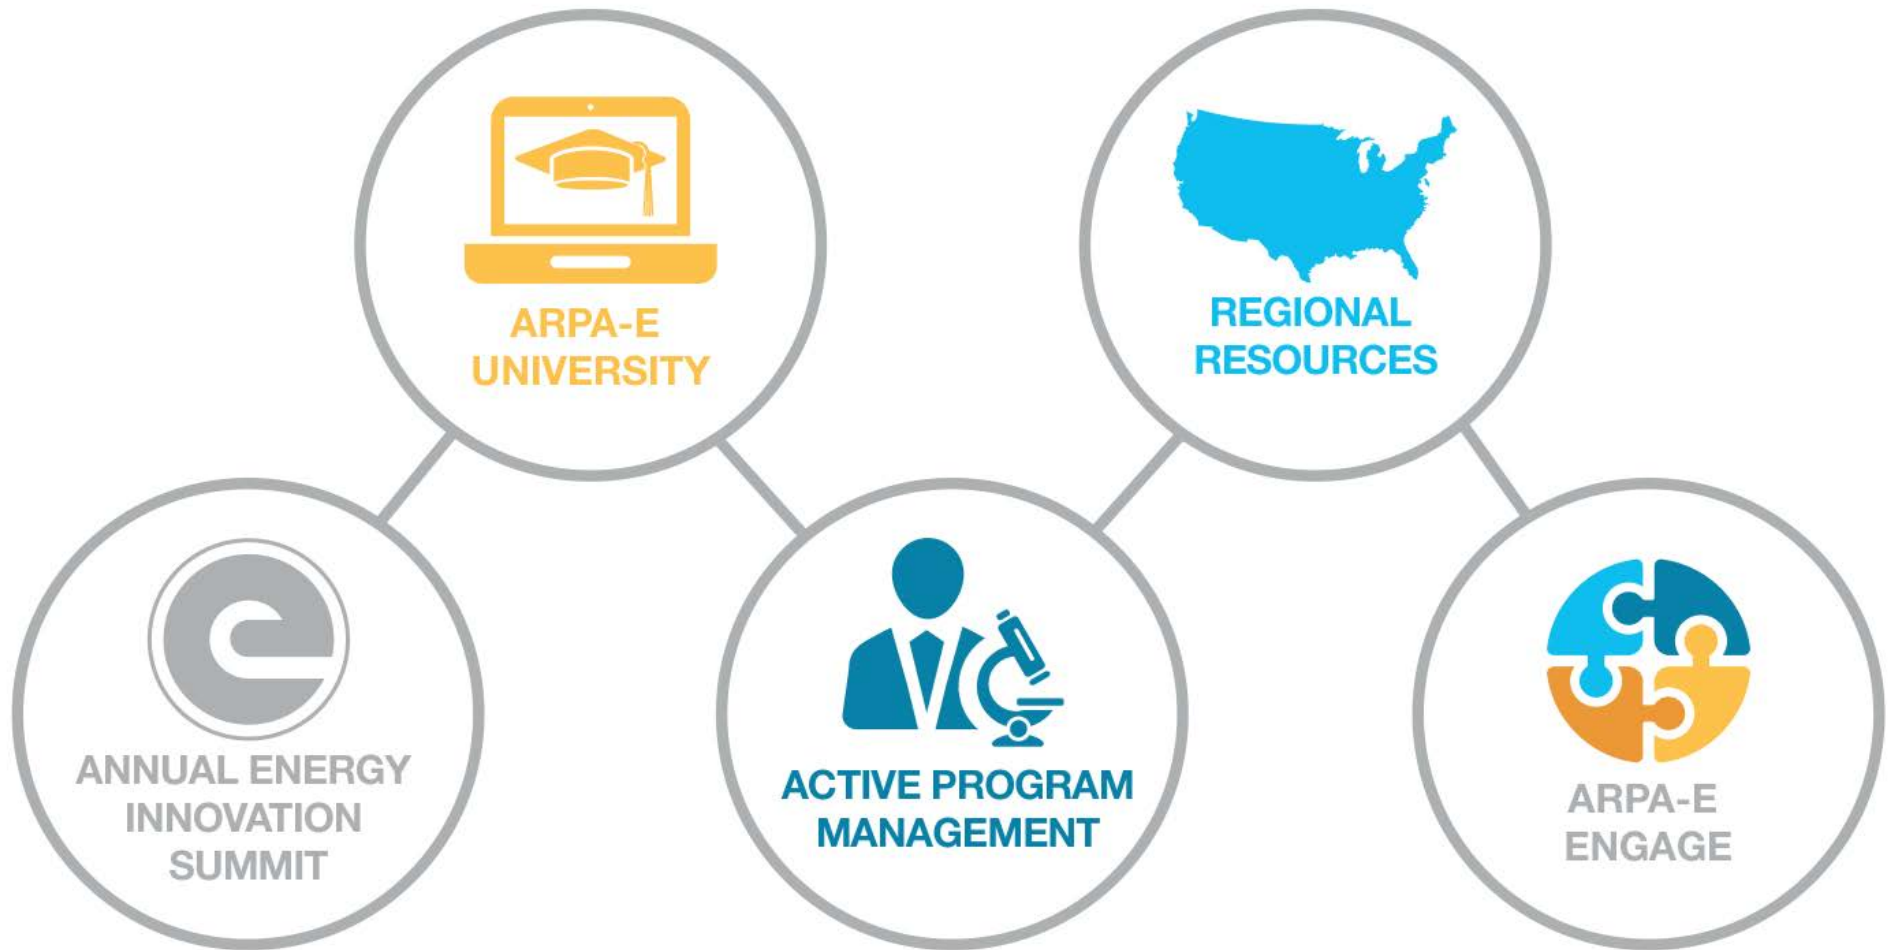 ARPA-E
UNIVERSITY
REGIONAL
RESOURCES
ANNUAL ENERGY
INNOVATION
SUMMIT
ACTIVE PROGRAM
MANAGEMENT
ARPA-E
ENGAGE